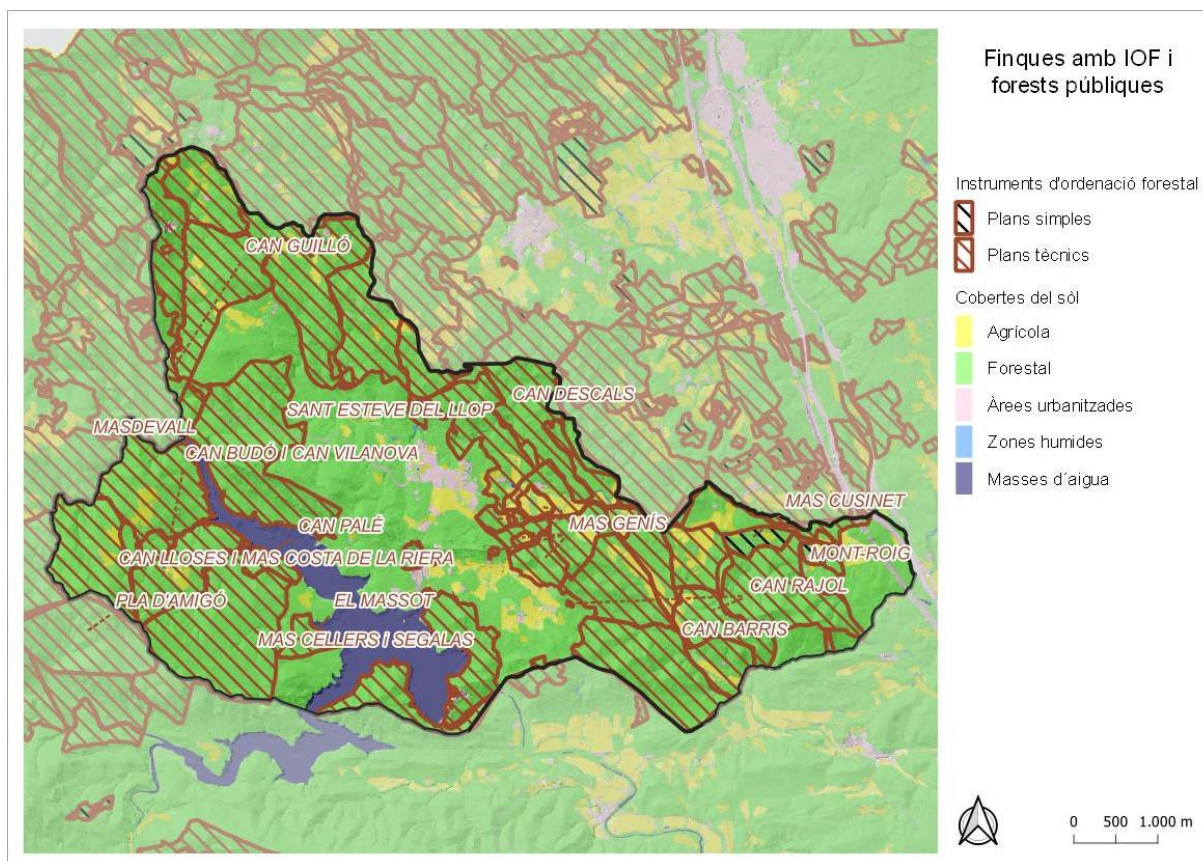 Finques amb IOF i
forests públiques
Instruments d'ordenació forestal
Plans simples
Plans tècnics
Cobertes del sòl
Agrícola
Forestal
Àrees urbanitzades
Zones humides
Masses d´aigua
CAN GUILLÓ
CAN DESCALS
SANT ESTEVE DEL LLOP
MASDEVALL
CAN BUDÓ I CAN VILANOVA
MAS CUSINET
CAN PALÉ
MAS GENÍS
CAN LLOSES I MAS COSTA DE LA RIERA
MONT-ROIG
CAN RAJOL
PLA D'AMIGÓ
EL MASSOT
CAN BARRIS
MAS CELLERS i SEGALAS
0 500 1.000 m